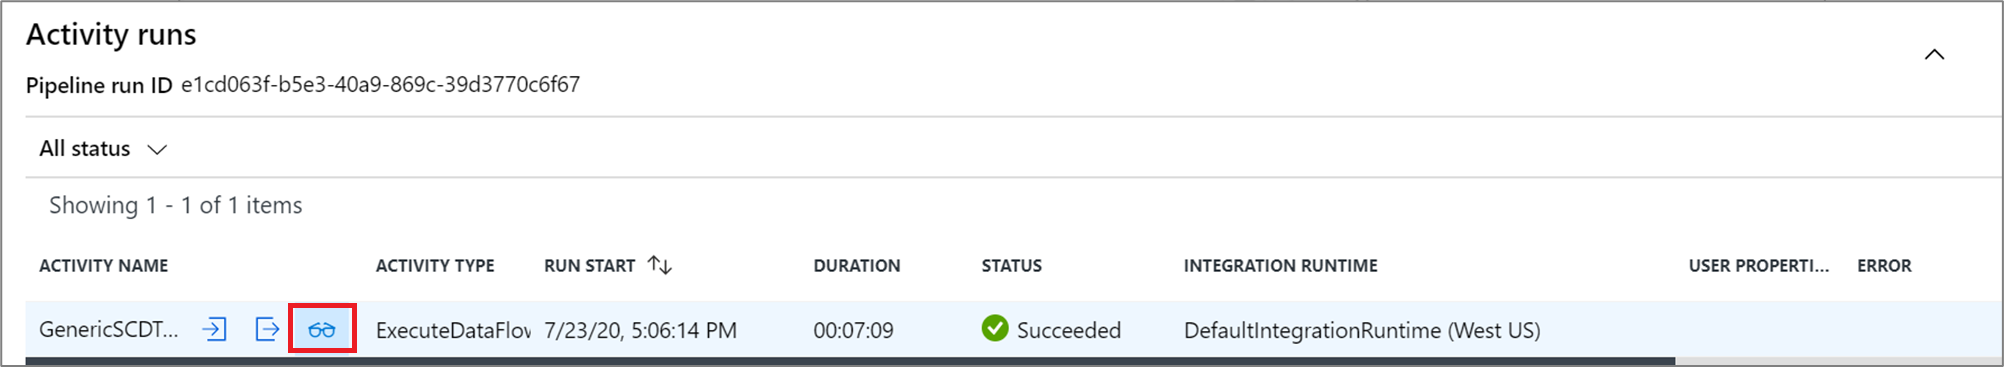 Activity runs
Pipeline run ID e1cd063f-b5e3-40a9-869c-39d3770c6f67
All status
Showing 1 - 1 of 1 items
ACTIVITY NAME ACTIVITY TYPE RUN START DURATION STATUS INTEGRATION RUNTIME USER PROPERTI... ERROR
GenericSCDT... ExecuteDataFlow 7/23/20, 5:06:14 PM 00:07:09 Succeeded DefaultIntegrationRuntime (West US)